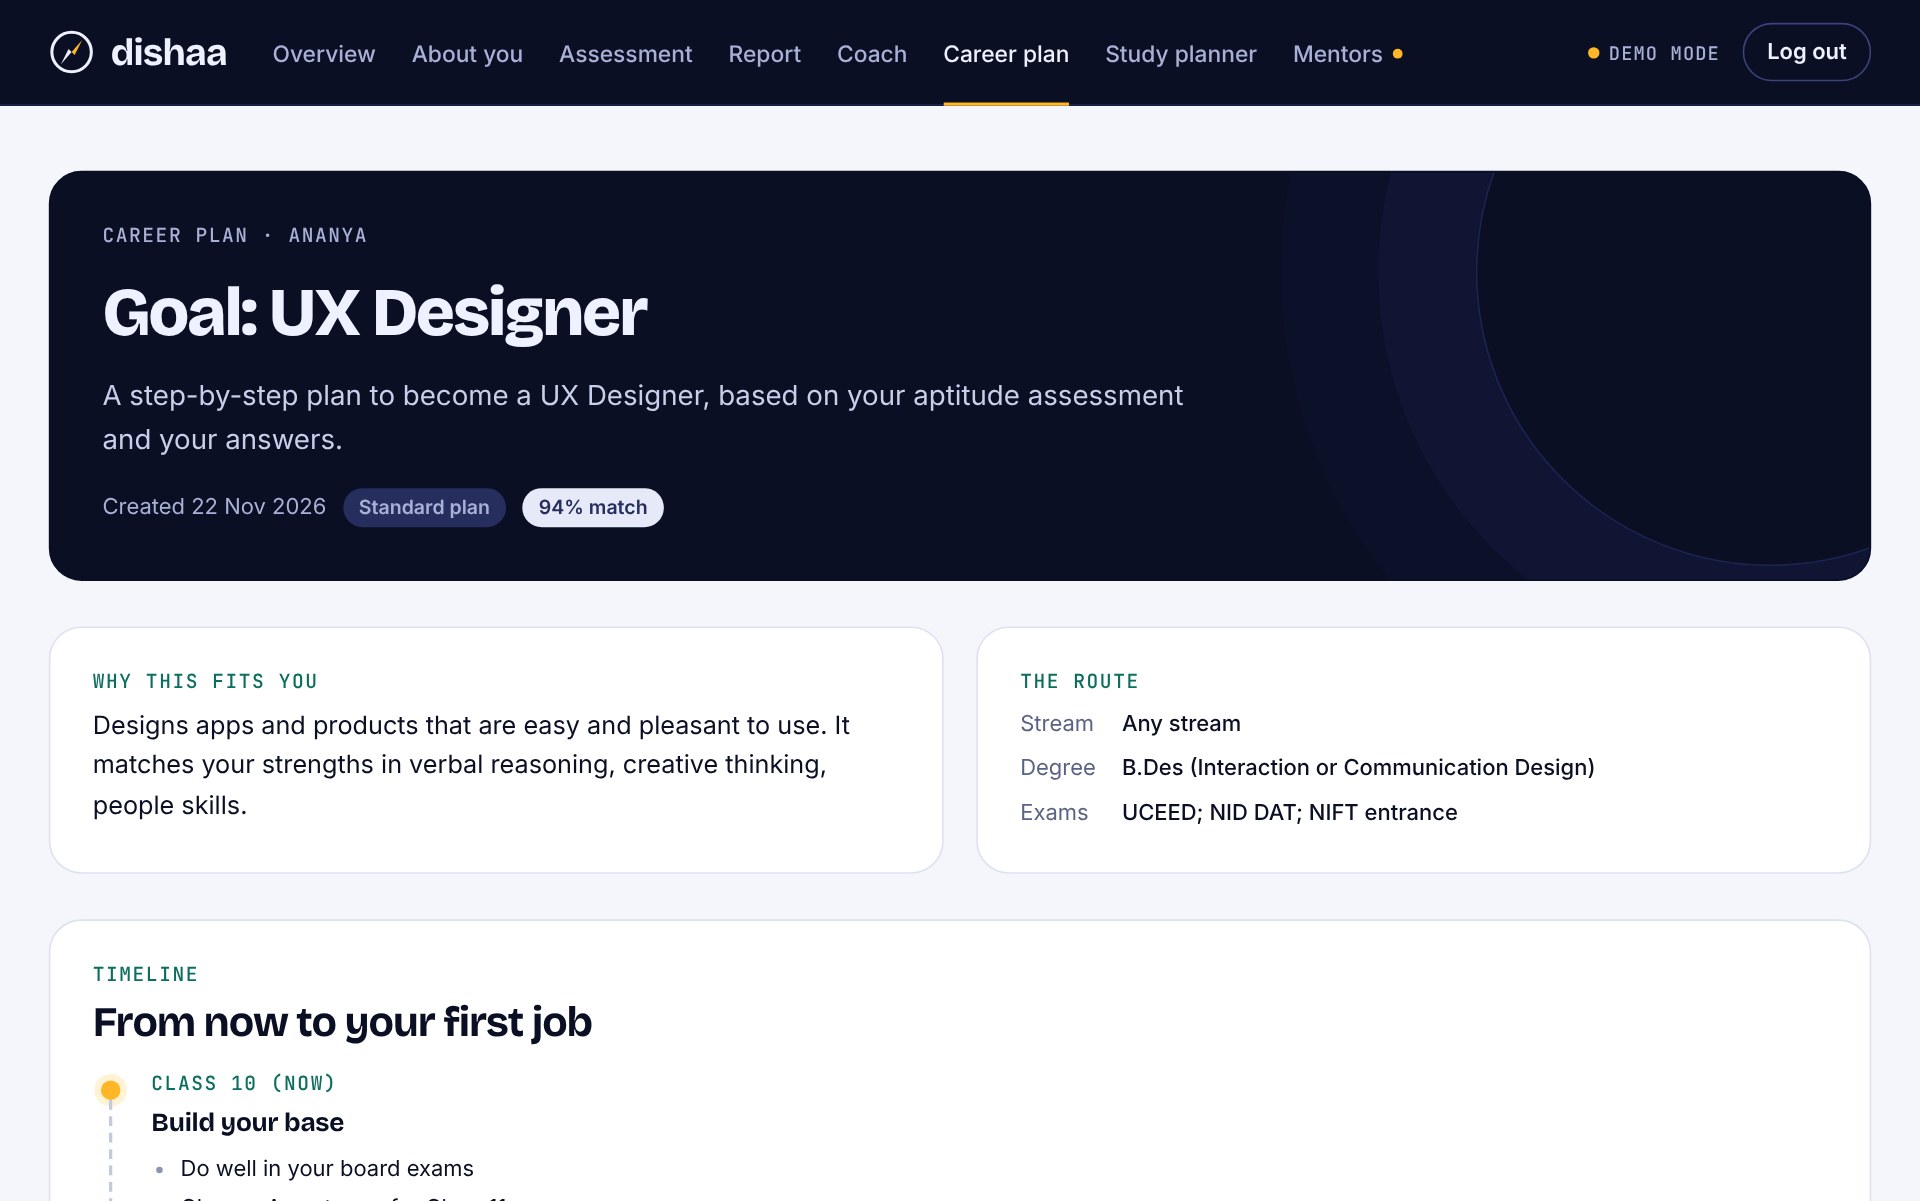 dishaa
Overview
About you
Assessment
Report
Coach
Career plan
Study planner
Mentors
DEMO MODE
Log out
CAREER PLAN · ANANYA
Goal: UX Designer
A step-by-step plan to become a UX Designer, based on your aptitude assessment
and your answers.
Created 22 Nov 2026
Standard plan
94% match
WHY THIS FITS YOU
Designs apps and products that are easy and pleasant to use. It
matches your strengths in verbal reasoning, creative thinking,
people skills.
THE ROUTE
Stream Any stream
Degree B.Des (Interaction or Communication Design)
Exams UCEED; NID DAT; NIFT entrance
TIMELINE
From now to your first job
CLASS 10 (NOW)
Build your base
• Do well in your board exams